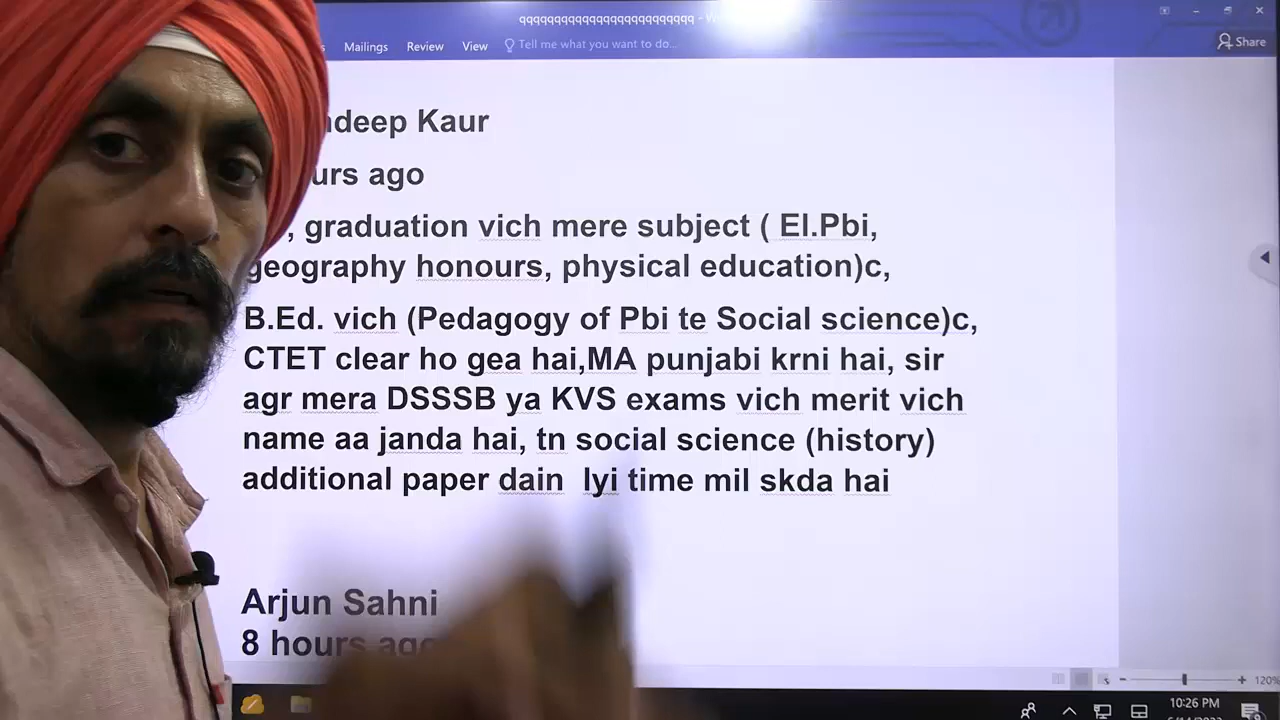 qqqqqqqqqqqqqqqqqqqqqqqqq -
Mailings Review View Tell me what you want to do... Share
Kaur
ago
, graduation vich mere subject ( El.Pbi,
geography honours, physical education)c,
B.Ed. vich (Pedagogy of Pbi te Social science)c,
CTET clear ho gea hai,MA punjabi krni hai, sir
agr mera DSSSB ya KVS exams vich merit vich
name aa janda hai, tn social science (history)
additional paper dain lyi time mil skda hai
Arjun Sahni
8 hours ago
120%
10:26 PM